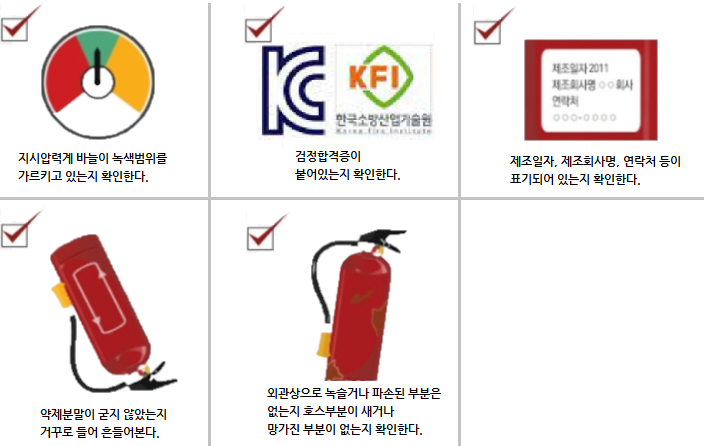 지시압력계 바늘이 녹색범위를
가르키고 있는지 확인한다.
KC
KFI
한국소방산업기술원
Korea Fire Institute
검정합격증이
붙어있는지 확인한다.
제조일자 2011
제조회사명 ○○회사
연락처
○○○-○○○○
제조일자, 제조회사명, 연락처 등이
표기되어 있는지 확인한다.
약제분말이 굳지 않았는지
거꾸로 들어 흔들어본다.
외관상으로 녹슬거나 파손된 부분은
없는지 호스부분이 새거나
망가진 부분이 없는지 확인한다.